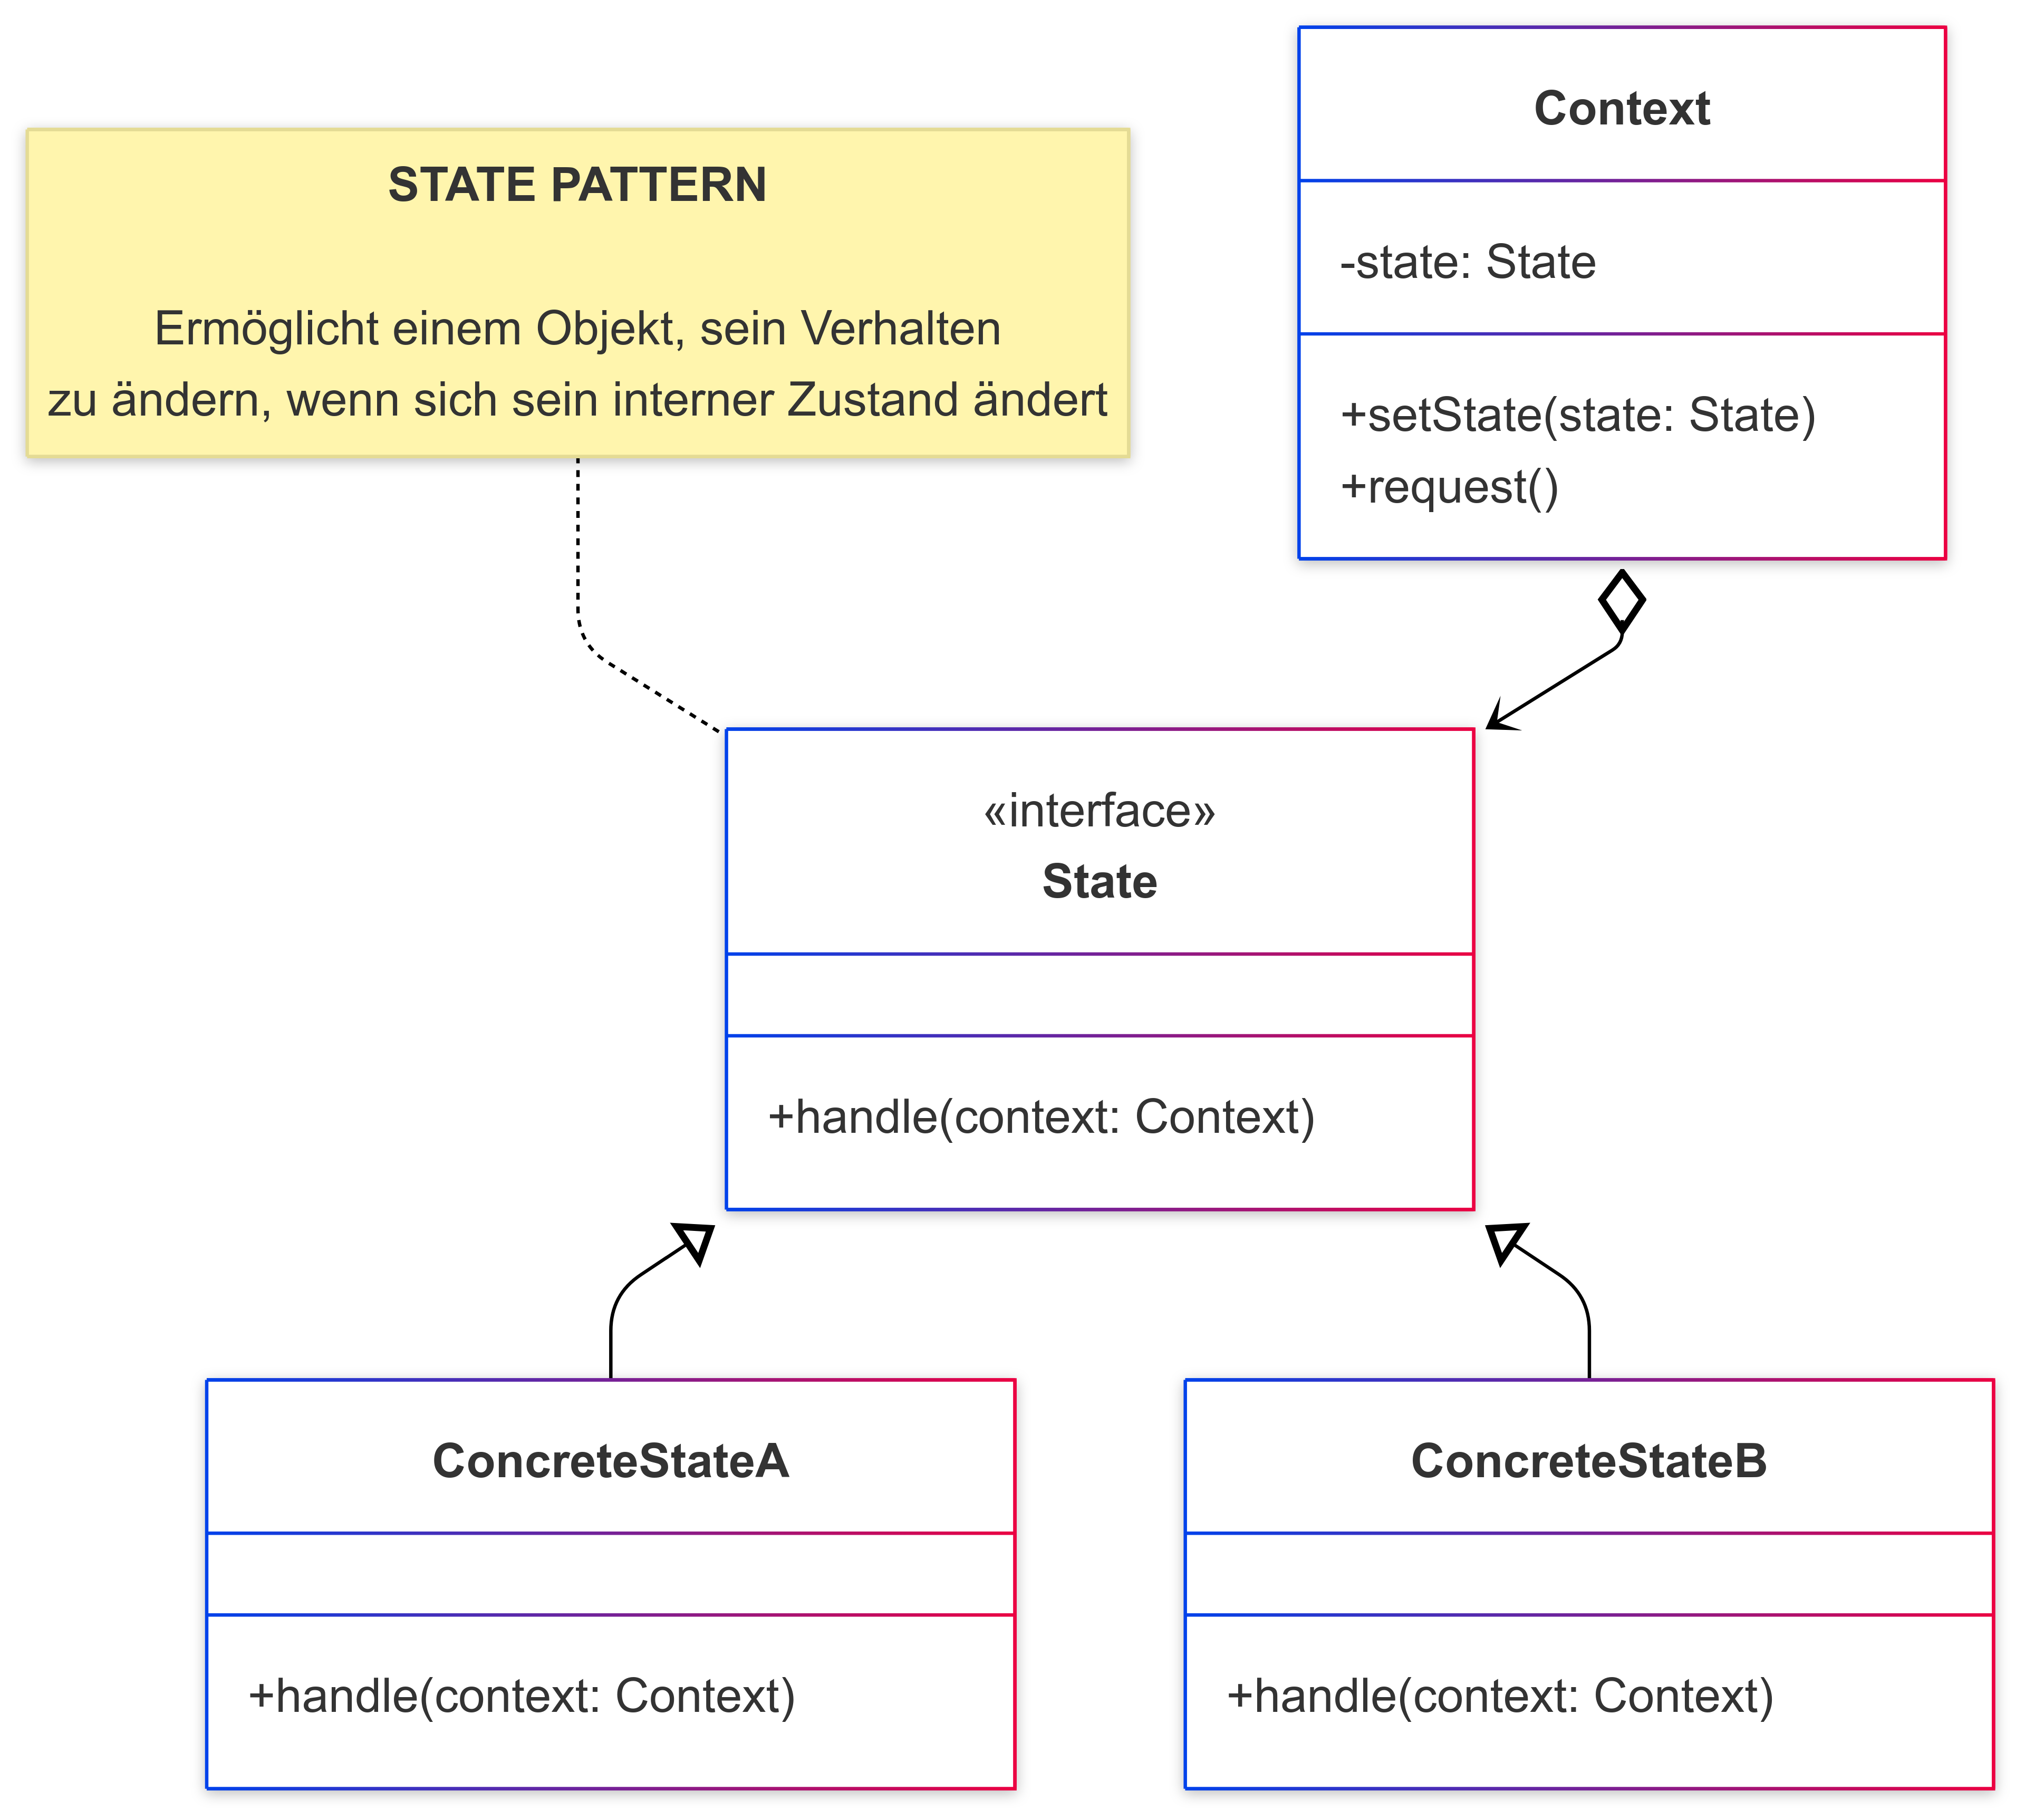 STATE PATTERN
Ermöglicht einem Objekt, sein Verhalten
zu ändern, wenn sich sein interner Zustand ändert
Context
-state: State
+setState(state: State)
+request()
«interface»
State
+handle(context: Context)
ConcreteStateA
+handle(context: Context)
ConcreteStateB
+handle(context: Context)